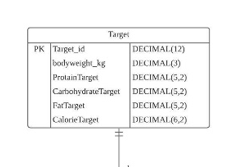 Target
PK Target_id DECIMAL(12)
bodyweight_kg DECIMAL(3)
ProtainTarget DECIMAL(5,2)
CarbohydrateTarget DECIMAL(5,2)
FatTarget DECIMAL(5,2)
CalorieTarget DECIMAL(6,2)